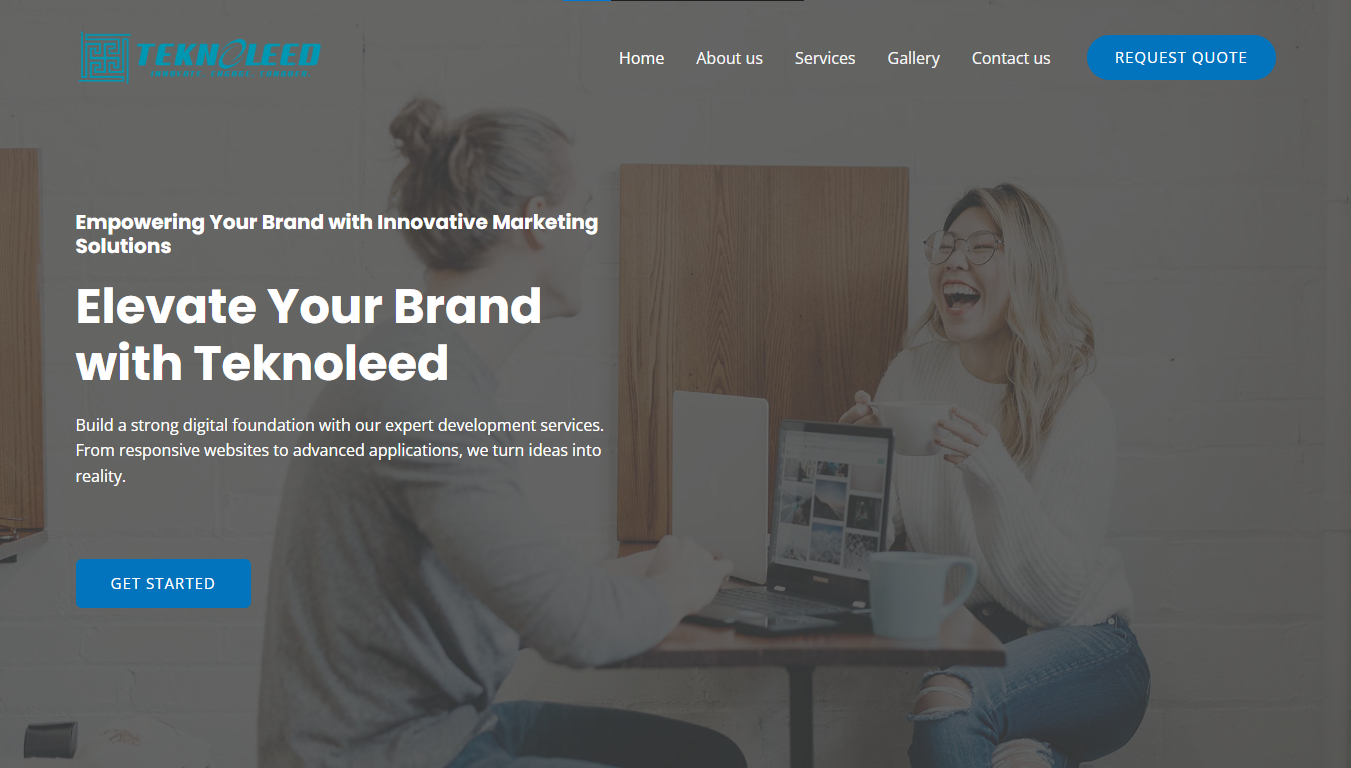 TEKNOLEED
Home About us Services Gallery Contact us REQUEST QUOTE
Empowering Your Brand with Innovative Marketing
Solutions
Elevate Your Brand
with Teknoleed
Build a strong digital foundation with our expert development services.
From responsive websites to advanced applications, we turn ideas into
reality.
GET STARTED